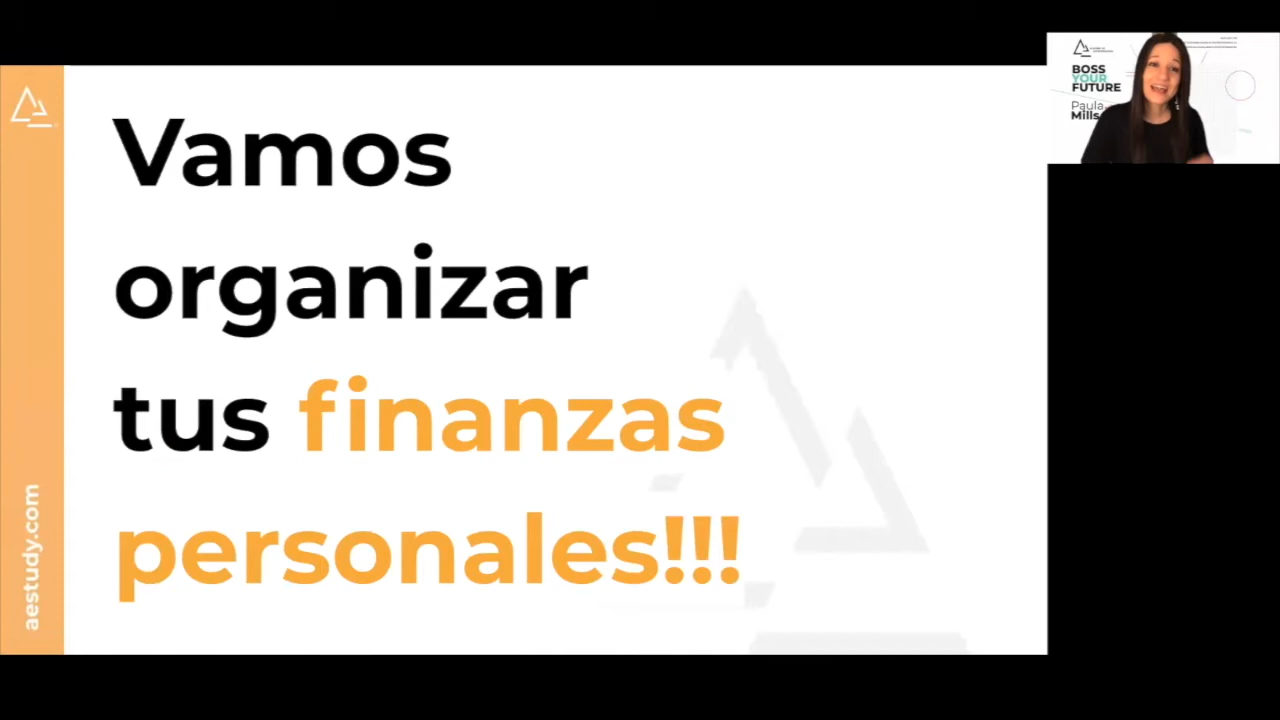 Vamos
organizar
tus finanzas
personales!!!
aestudy.com
BOSS
YOUR
FUTURE
Paula
Mills